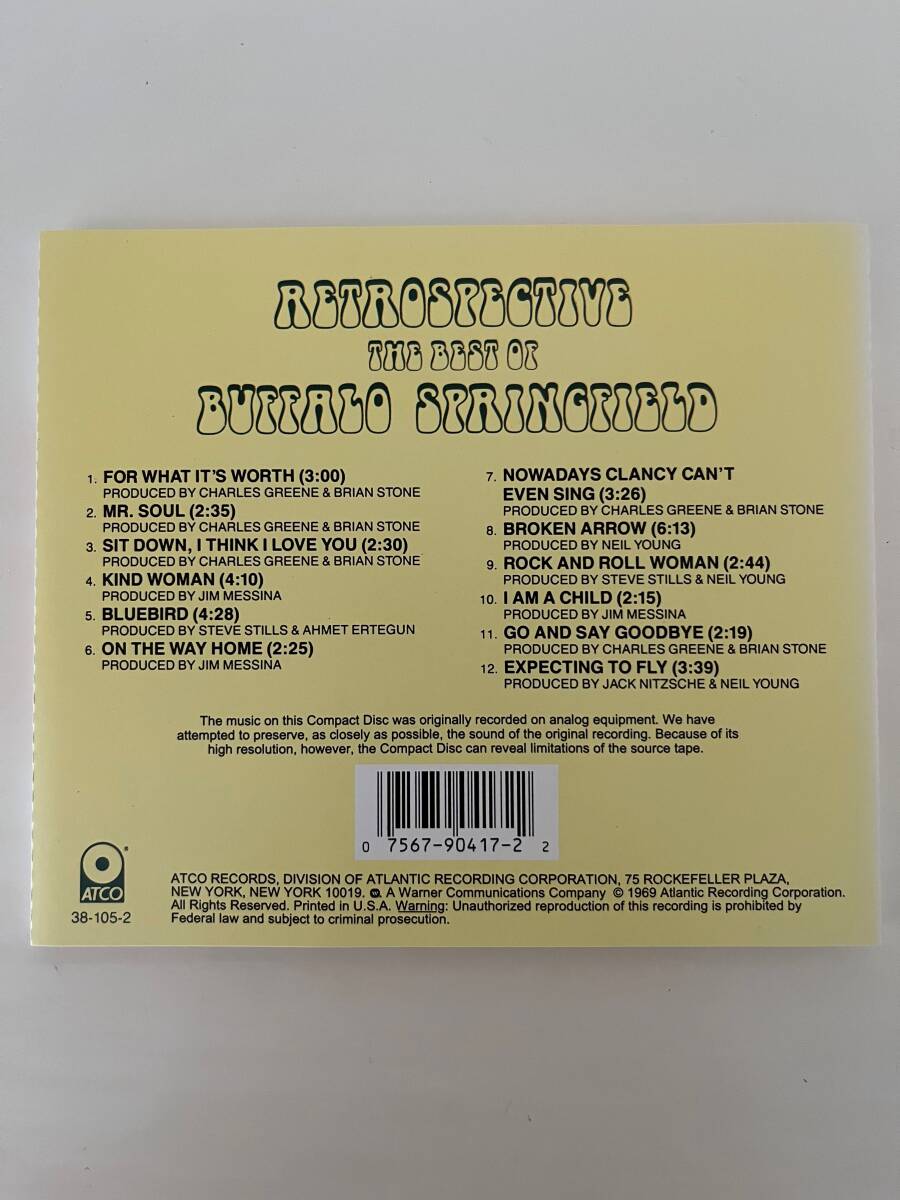 RETROSPECTIVE
THE BEST OF
BUFFALO SPRINGFIELD
1. FOR WHAT IT'S WORTH (3:00)
PRODUCED BY CHARLES GREENE & BRIAN STONE
2. MR. SOUL (2:35)
PRODUCED BY CHARLES GREENE & BRIAN STONE
3. SIT DOWN, I THINK I LOVE YOU (2:30)
PRODUCED BY CHARLES GREENE & BRIAN STONE
4. KIND WOMAN (4:10)
PRODUCED BY JIM MESSINA
5. BLUEBIRD (4:28)
PRODUCED BY STEVE STILLS & AHMET ERTEGUN
6. ON THE WAY HOME (2:25)
PRODUCED BY JIM MESSINA
7. NOWADAYS CLANCY CAN'T
EVEN SING (3:26)
PRODUCED BY CHARLES GREENE & BRIAN STONE
8. BROKEN ARROW (6:13)
PRODUCED BY NEIL YOUNG
9. ROCK AND ROLL WOMAN (2:44)
PRODUCED BY STEVE STILLS & NEIL YOUNG
10. I AM A CHILD (2:15)
PRODUCED BY JIM MESSINA
11. GO AND SAY GOODBYE (2:19)
PRODUCED BY CHARLES GREENE & BRIAN STONE
12. EXPECTING TO FLY (3:39)
PRODUCED BY JACK NITZSCHE & NEIL YOUNG
The music on this Compact Disc was originally recorded on analog equipment. We have
attempted to preserve, as closely as possible, the sound of the original recording. Because of its
high resolution, however, the Compact Disc can reveal limitations of the source tape.
0 7567-90417-2 2
ATCO ®
38-105-2
ATCO RECORDS, DIVISION OF ATLANTIC RECORDING CORPORATION, 75 ROCKEFELLER PLAZA,
NEW YORK, NEW YORK 10019. A Warner Communications Company © 1969 Atlantic Recording Corporation.
All Rights Reserved. Printed in U.S.A. Warning: Unauthorized reproduction of this recording is prohibited by
Federal law and subject to criminal prosecution.